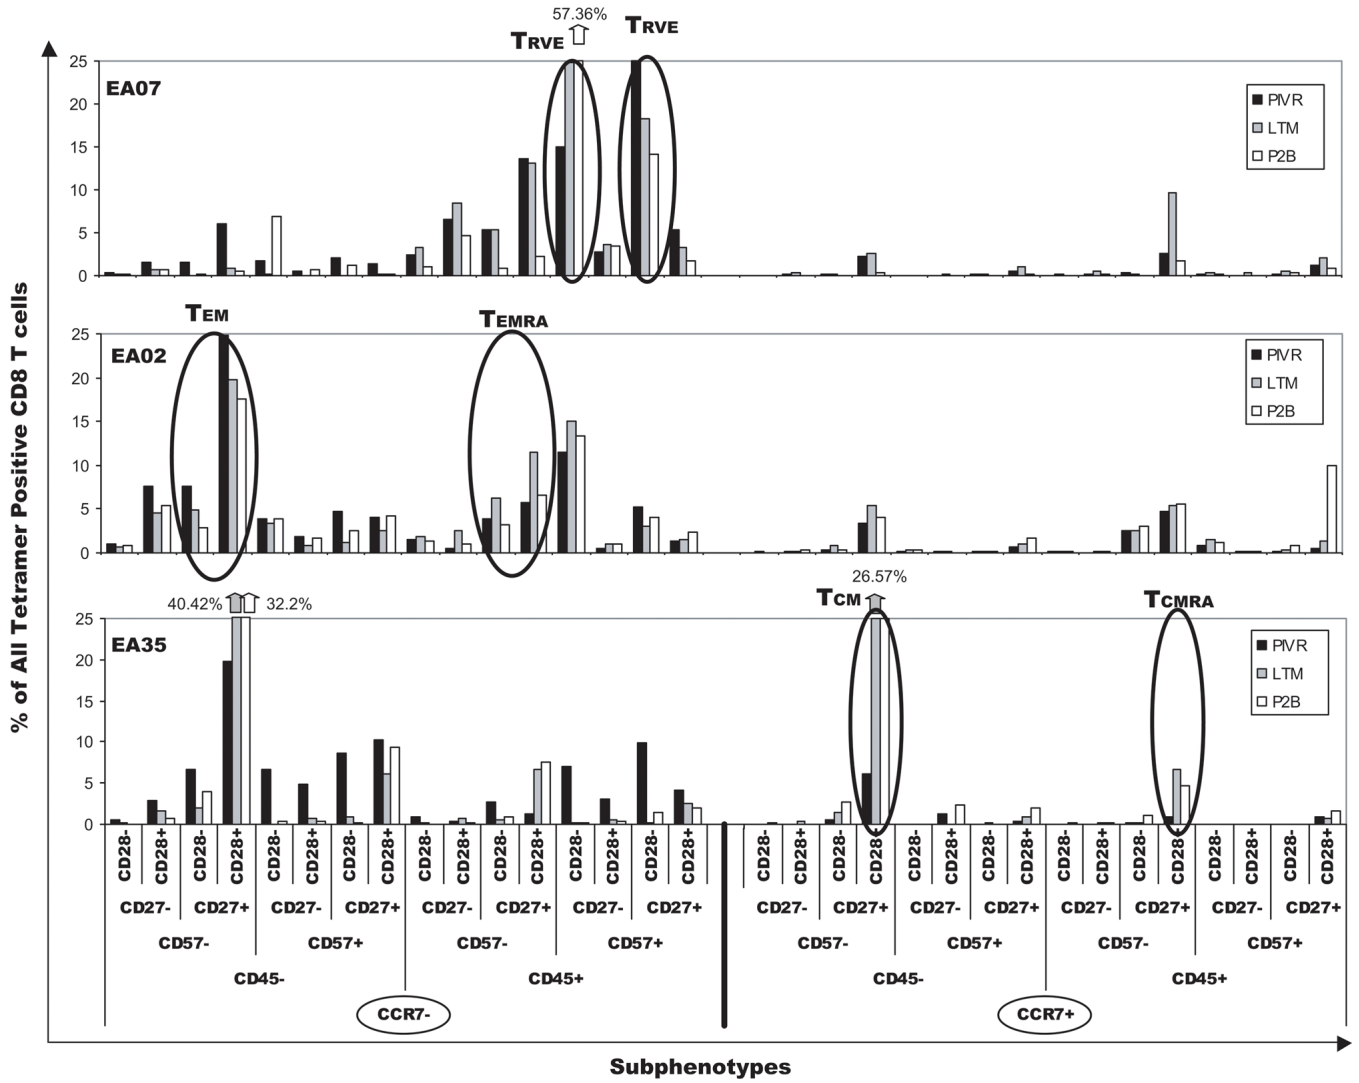 57.36%
TRVE
TRVE
25
EA07
20
15
10
5
0
PIVR
LTM
P2B
TEM
TEMRA
25
EA02
20
15
10
5
0
PIVR
LTM
P2B
40.42%
32.2%
26.57%
TCM
TCMRA
25
EA35
20
15
10
5
0
PIVR
LTM
P2B
% of All Tetramer Positive CD8 T cells
CD28- CD28+ CD28- CD28+ CD28- CD28+ CD28- CD28+ CD28- CD28+ CD28- CD28+ CD28- CD28+ CD28- CD28+ CD28- CD28+ CD28- CD28+ CD28- CD28+ CD28- CD28+ CD28- CD28+ CD28- CD28+ CD28- CD28+ CD28- CD28+
CD27- CD27+ CD27- CD27+ CD27- CD27+ CD27- CD27+ CD27- CD27+ CD27- CD27+ CD27- CD27+ CD27- CD27+
CD57- CD57+ CD57- CD57+ CD57- CD57+ CD57- CD57+
CD45- CD45+ CD45- CD45+
CCR7- CCR7+
Subphenotypes